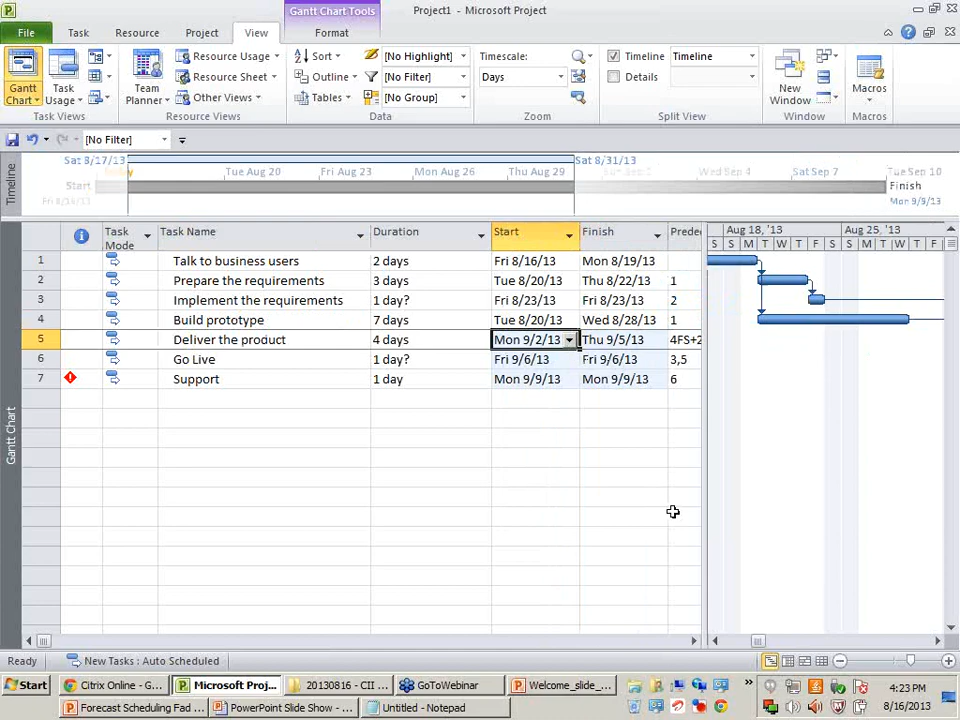 Gantt Chart Tools
Project1 - Microsoft Project
File Task Resource Project View Format
Gantt Chart
Task Usage
Team Planner
Resource Usage
Resource Sheet
Other Views
Sort
Outline
Tables
[No Highlight]
[No Filter]
[No Group]
Timescale:
Days
Timeline Timeline
Details
New Window
Macros
Task Views Resource Views Data Zoom Split View Window Macros
[No Filter]
Timeline
Sat 8/17/13 Sat 8/31/13
Tue Aug 20 Fri Aug 23 Mon Aug 26 Thu Aug 29 Wed Sep 4 Sat Sep 7 Tue Sep 10
Start Finish
Mon 9/9/13
Task Mode Task Name Duration Start Finish Prede
Aug 18, '13 Aug 25, '13
S S M T W T F S S M T W T F
1 Talk to business users 2 days Fri 8/16/13 Mon 8/19/13
2 Prepare the requirements 3 days Tue 8/20/13 Thu 8/22/13 1
3 Implement the requirements 1 day? Fri 8/23/13 Fri 8/23/13 2
4 Build prototype 7 days Tue 8/20/13 Wed 8/28/13 1
5 Deliver the product 4 days Mon 9/2/13 Thu 9/5/13 4FS+2
6 Go Live 1 day? Fri 9/6/13 Fri 9/6/13 3,5
7 Support 1 day Mon 9/9/13 Mon 9/9/13 6
Gantt Chart
Ready New Tasks : Auto Scheduled
Start Citrix Online - G... Microsoft Proj... 20130816 - CII ... GoToWebinar Welcome_slide_... 4:23 PM
Forecast Scheduling Fad ... PowerPoint Slide Show - ... Untitled - Notepad 8/16/2013